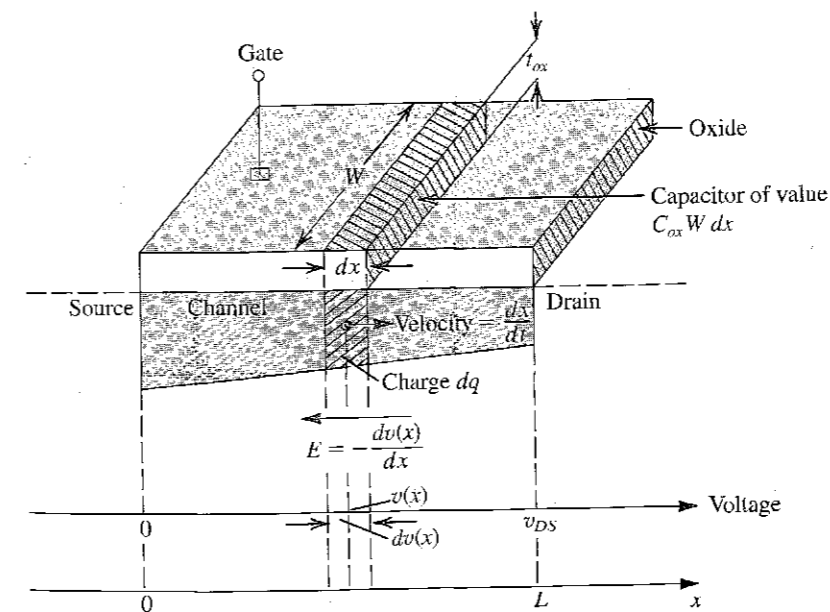 Gate
t_ox
Oxide
W
Capacitor of value
C_ox W dx
dx
Source
Channel
Drain
Velocity = dx/dt
Charge dq
E = - dv(x)/dx
v(x)
Voltage
0
dv(x)
v_DS
0
L
x